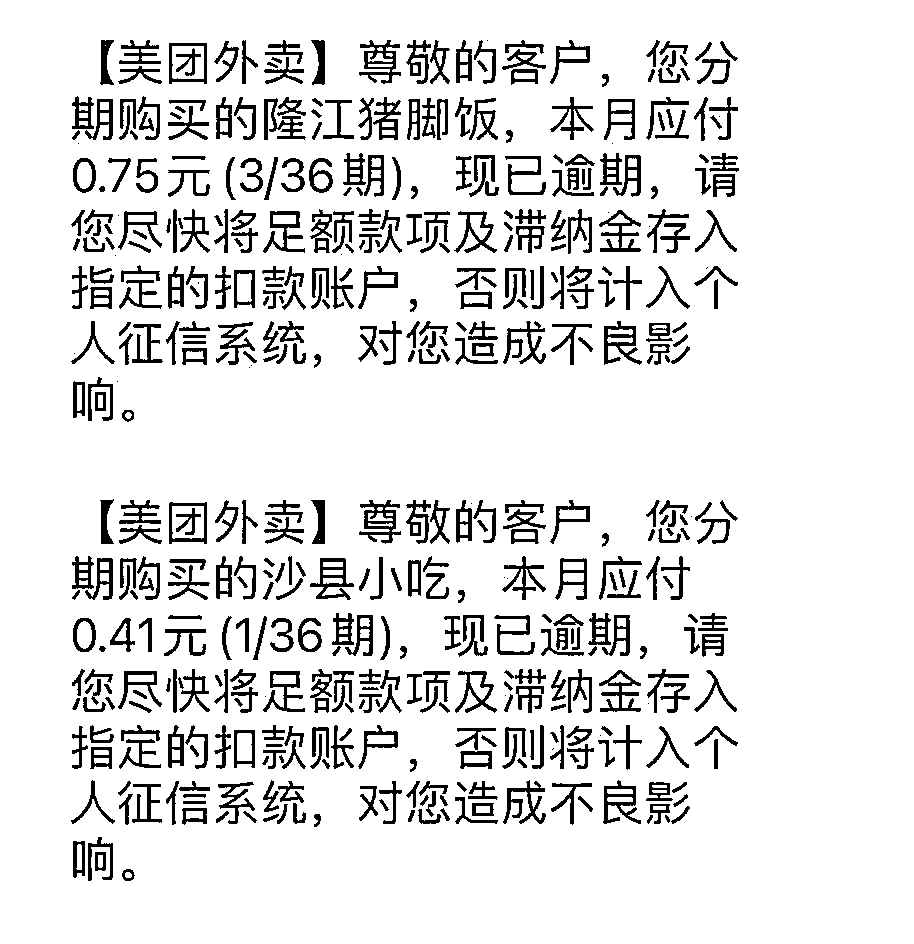 【美团外卖】尊敬的客户，您分
期购买的隆江猪脚饭，本月应付
0.75元 (3/36期)，现已逾期，请
您尽快将足额款项及滞纳金存入
指定的扣款账户，否则将计入个
人征信系统，对您造成不良影
响。
【美团外卖】尊敬的客户，您分
期购买的沙县小吃，本月应付
0.41元 (1/36期)，现已逾期，请
您尽快将足额款项及滞纳金存入
指定的扣款账户，否则将计入个
人征信系统，对您造成不良影
响。